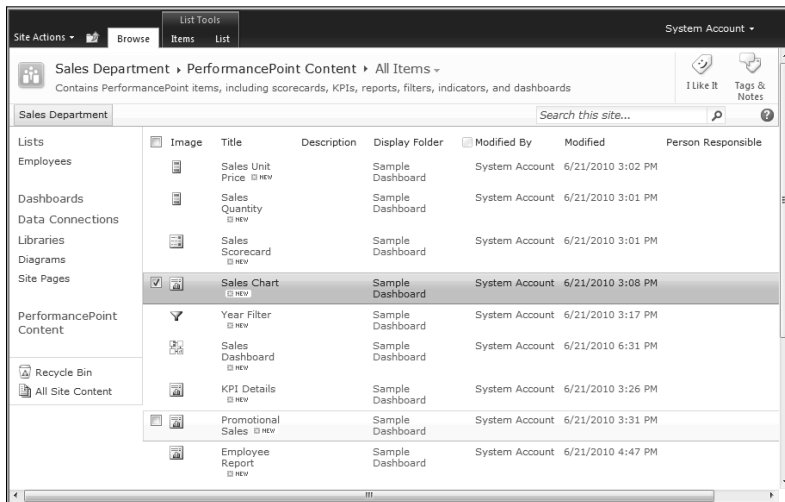 List Tools
System Account
Site Actions
Browse
Items
List
Sales Department ▸ PerformancePoint Content ▸ All Items
Contains PerformancePoint items, including scorecards, KPIs, reports, filters, indicators, and dashboards
I Like It
Tags &
Notes
Sales Department
Search this site...
Lists
Employees
Dashboards
Data Connections
Libraries
Diagrams
Site Pages
PerformancePoint
Content
Recycle Bin
All Site Content
Image Title Description Display Folder Modified By Modified Person Responsible
Sales Unit Sample System Account 6/21/2010 3:02 PM
Price NEW Dashboard
Sales Sample System Account 6/21/2010 3:01 PM
Quantity Dashboard
NEW
Sales Sample System Account 6/21/2010 3:01 PM
Scorecard Dashboard
NEW
Sales Chart Sample System Account 6/21/2010 3:08 PM
NEW Dashboard
Year Filter Sample System Account 6/21/2010 3:17 PM
NEW Dashboard
Sales Sample System Account 6/21/2010 6:31 PM
Dashboard Dashboard
NEW
KPI Details Sample System Account 6/21/2010 3:26 PM
NEW Dashboard
Promotional Sample System Account 6/21/2010 3:31 PM
Sales NEW Dashboard
Employee Sample System Account 6/21/2010 4:47 PM
Report Dashboard
NEW